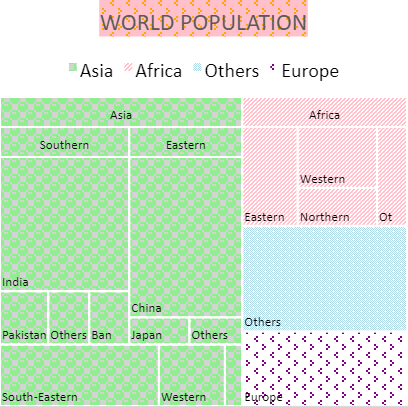 WORLD POPULATION
Asia Africa Others Europe
Asia
Africa
Southern
Eastern
India
China
Pakistan
Others
Ban
Japan
Others
South-Eastern
Western
Eastern
Western
Northern
Ot
Others
Europe